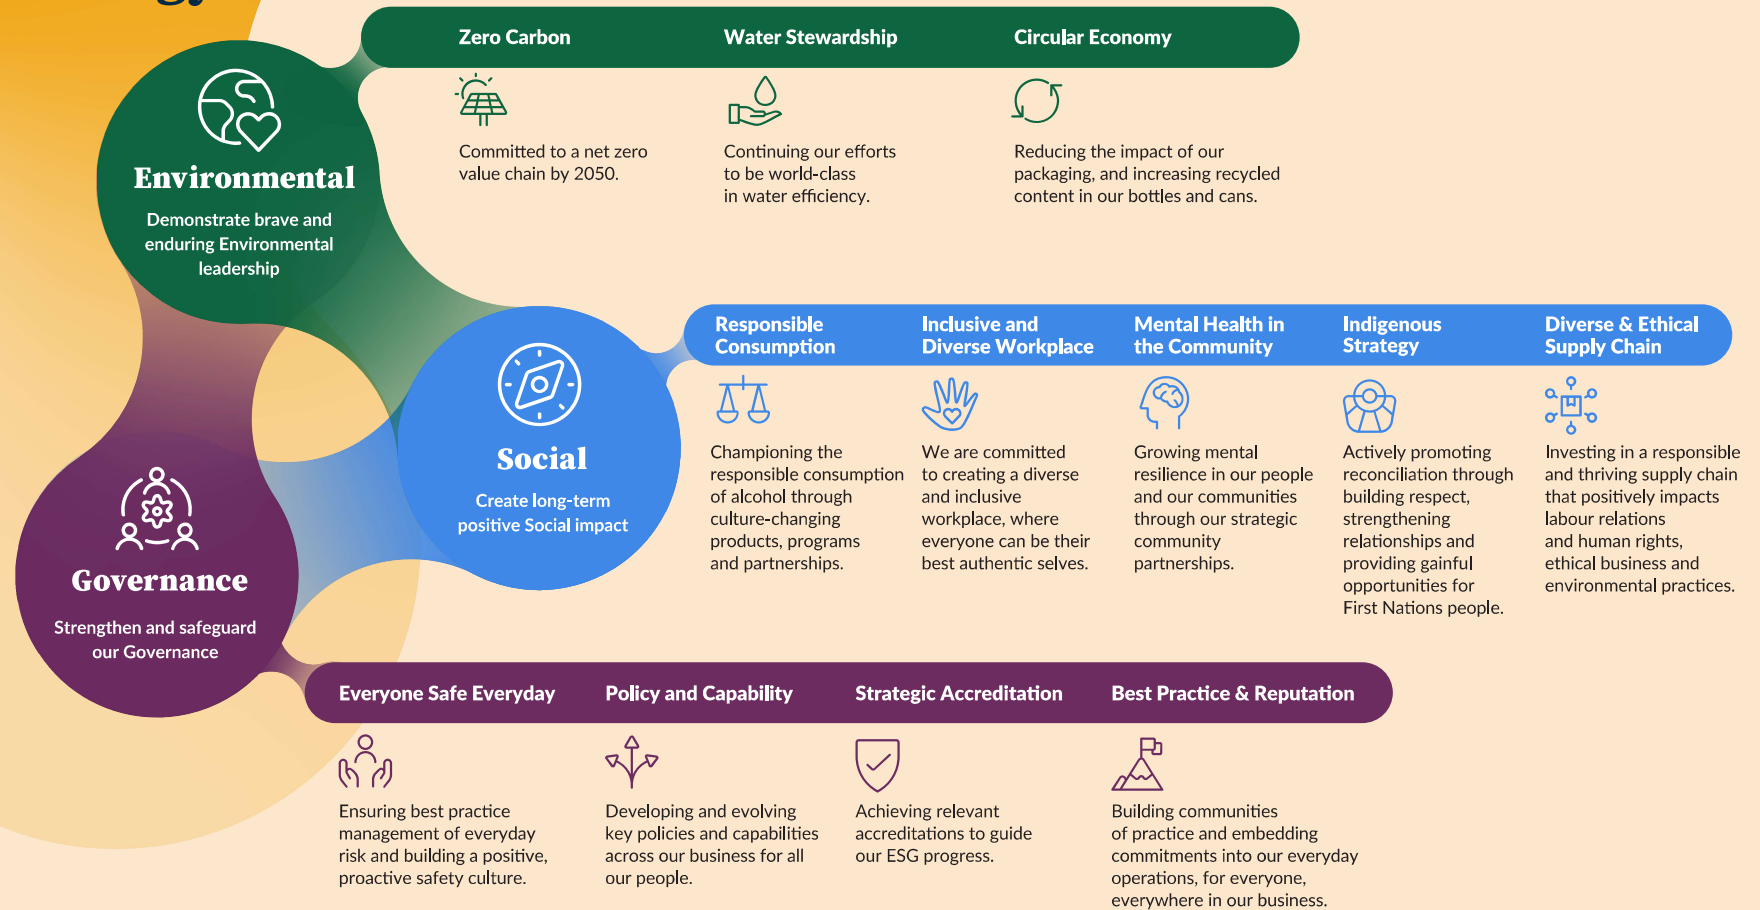 Zero Carbon
Water Stewardship
Circular Economy
Committed to a net zero
value chain by 2050.
Continuing our efforts
to be world-class
in water efficiency.
Reducing the impact of our
packaging, and increasing recycled
content in our bottles and cans.
Environmental
Demonstrate brave and
enduring Environmental
leadership
Social
Create long-term
positive Social impact
Responsible
Consumption
Inclusive and
Diverse Workplace
Mental Health in
the Community
Indigenous
Strategy
Diverse & Ethical
Supply Chain
Championing the
responsible consumption
of alcohol through
culture-changing
products, programs
and partnerships.
We are committed
to creating a diverse
and inclusive
workplace, where
everyone can be their
best authentic selves.
Growing mental
resilience in our people
and our communities
through our strategic
community
partnerships.
Actively promoting
reconciliation through
building respect,
strengthening
relationships and
providing gainful
opportunities for
First Nations people.
Investing in a responsible
and thriving supply chain
that positively impacts
labour relations
and human rights,
ethical business and
environmental practices.
Governance
Strengthen and safeguard
our Governance
Everyone Safe Everyday
Policy and Capability
Strategic Accreditation
Best Practice & Reputation
Ensuring best practice
management of everyday
risk and building a positive,
proactive safety culture.
Developing and evolving
key policies and capabilities
across our business for all
our people.
Achieving relevant
accreditations to guide
our ESG progress.
Building communities
of practice and embedding
commitments into our everyday
operations, for everyone,
everywhere in our business.